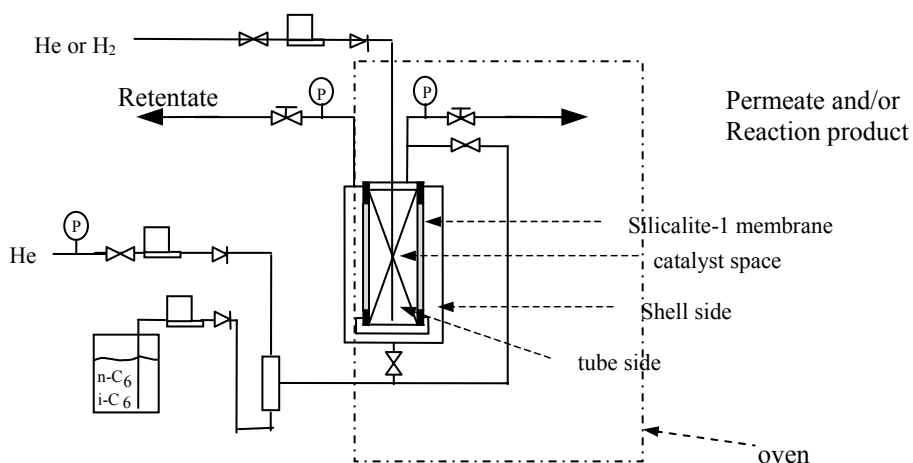 He or H₂
P
P
Retentate
Permeate and/or
Reaction product
P
He
Silicalite-1 membrane
catalyst space
Shell side
tube side
n-C₆
i-C₆
oven